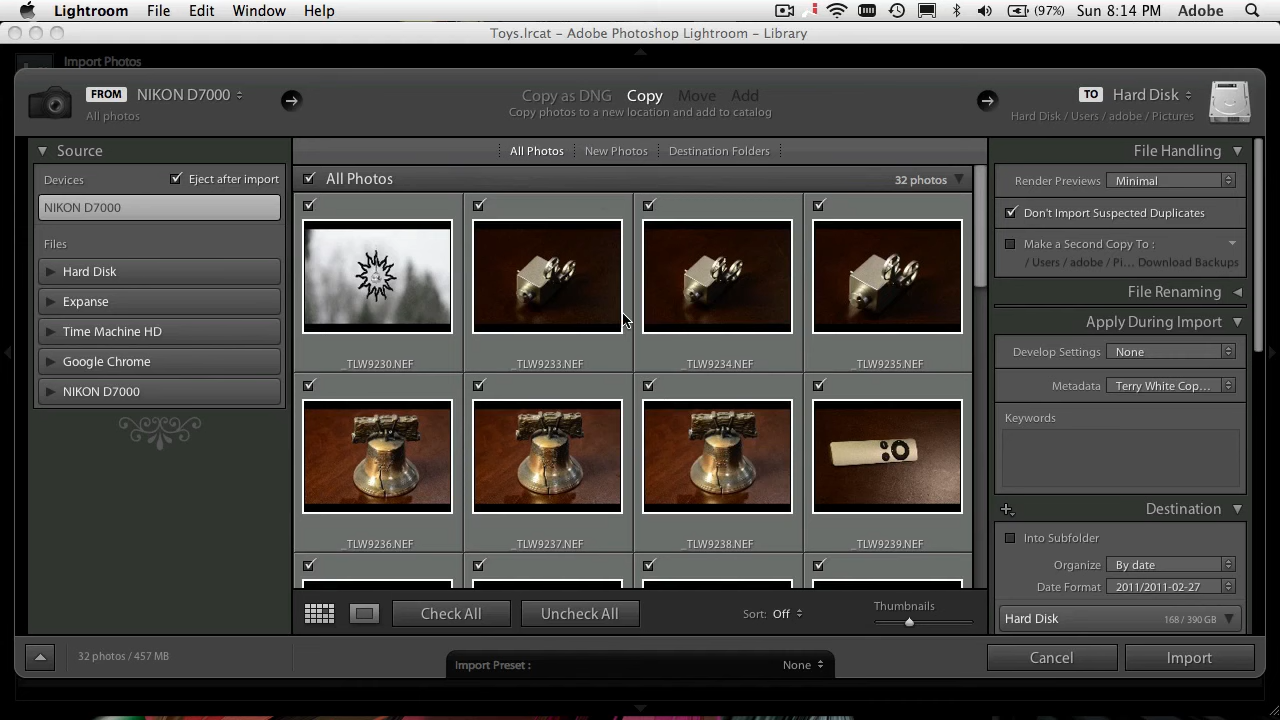 Lightroom File Edit Window Help (97%) Sun 8:14 PM Adobe
Toys.lrcat – Adobe Photoshop Lightroom – Library
Import Photos
FROM NIKON D7000
All photos
Copy as DNG Copy Move Add
Copy photos to a new location and add to catalog
TO Hard Disk
Hard Disk / Users / adobe / Pictures
Source
Devices Eject after import
NIKON D7000
Files
Hard Disk
Expanse
Time Machine HD
Google Chrome
NIKON D7000
All Photos New Photos Destination Folders
All Photos 32 photos
_TLW9230.NEF _TLW9233.NEF _TLW9234.NEF _TLW9235.NEF
_TLW9236.NEF _TLW9237.NEF _TLW9238.NEF _TLW9239.NEF
Check All Uncheck All Sort: Off Thumbnails
File Handling
Render Previews Minimal
Don't Import Suspected Duplicates
Make a Second Copy To :
/ Users / adobe / Pi... Download Backups
File Renaming
Apply During Import
Develop Settings None
Metadata Terry White Cop...
Keywords
Destination
Into Subfolder
Organize By date
Date Format 2011/2011-02-27
Hard Disk 168 / 390 GB
32 photos / 457 MB
Import Preset : None
Cancel Import